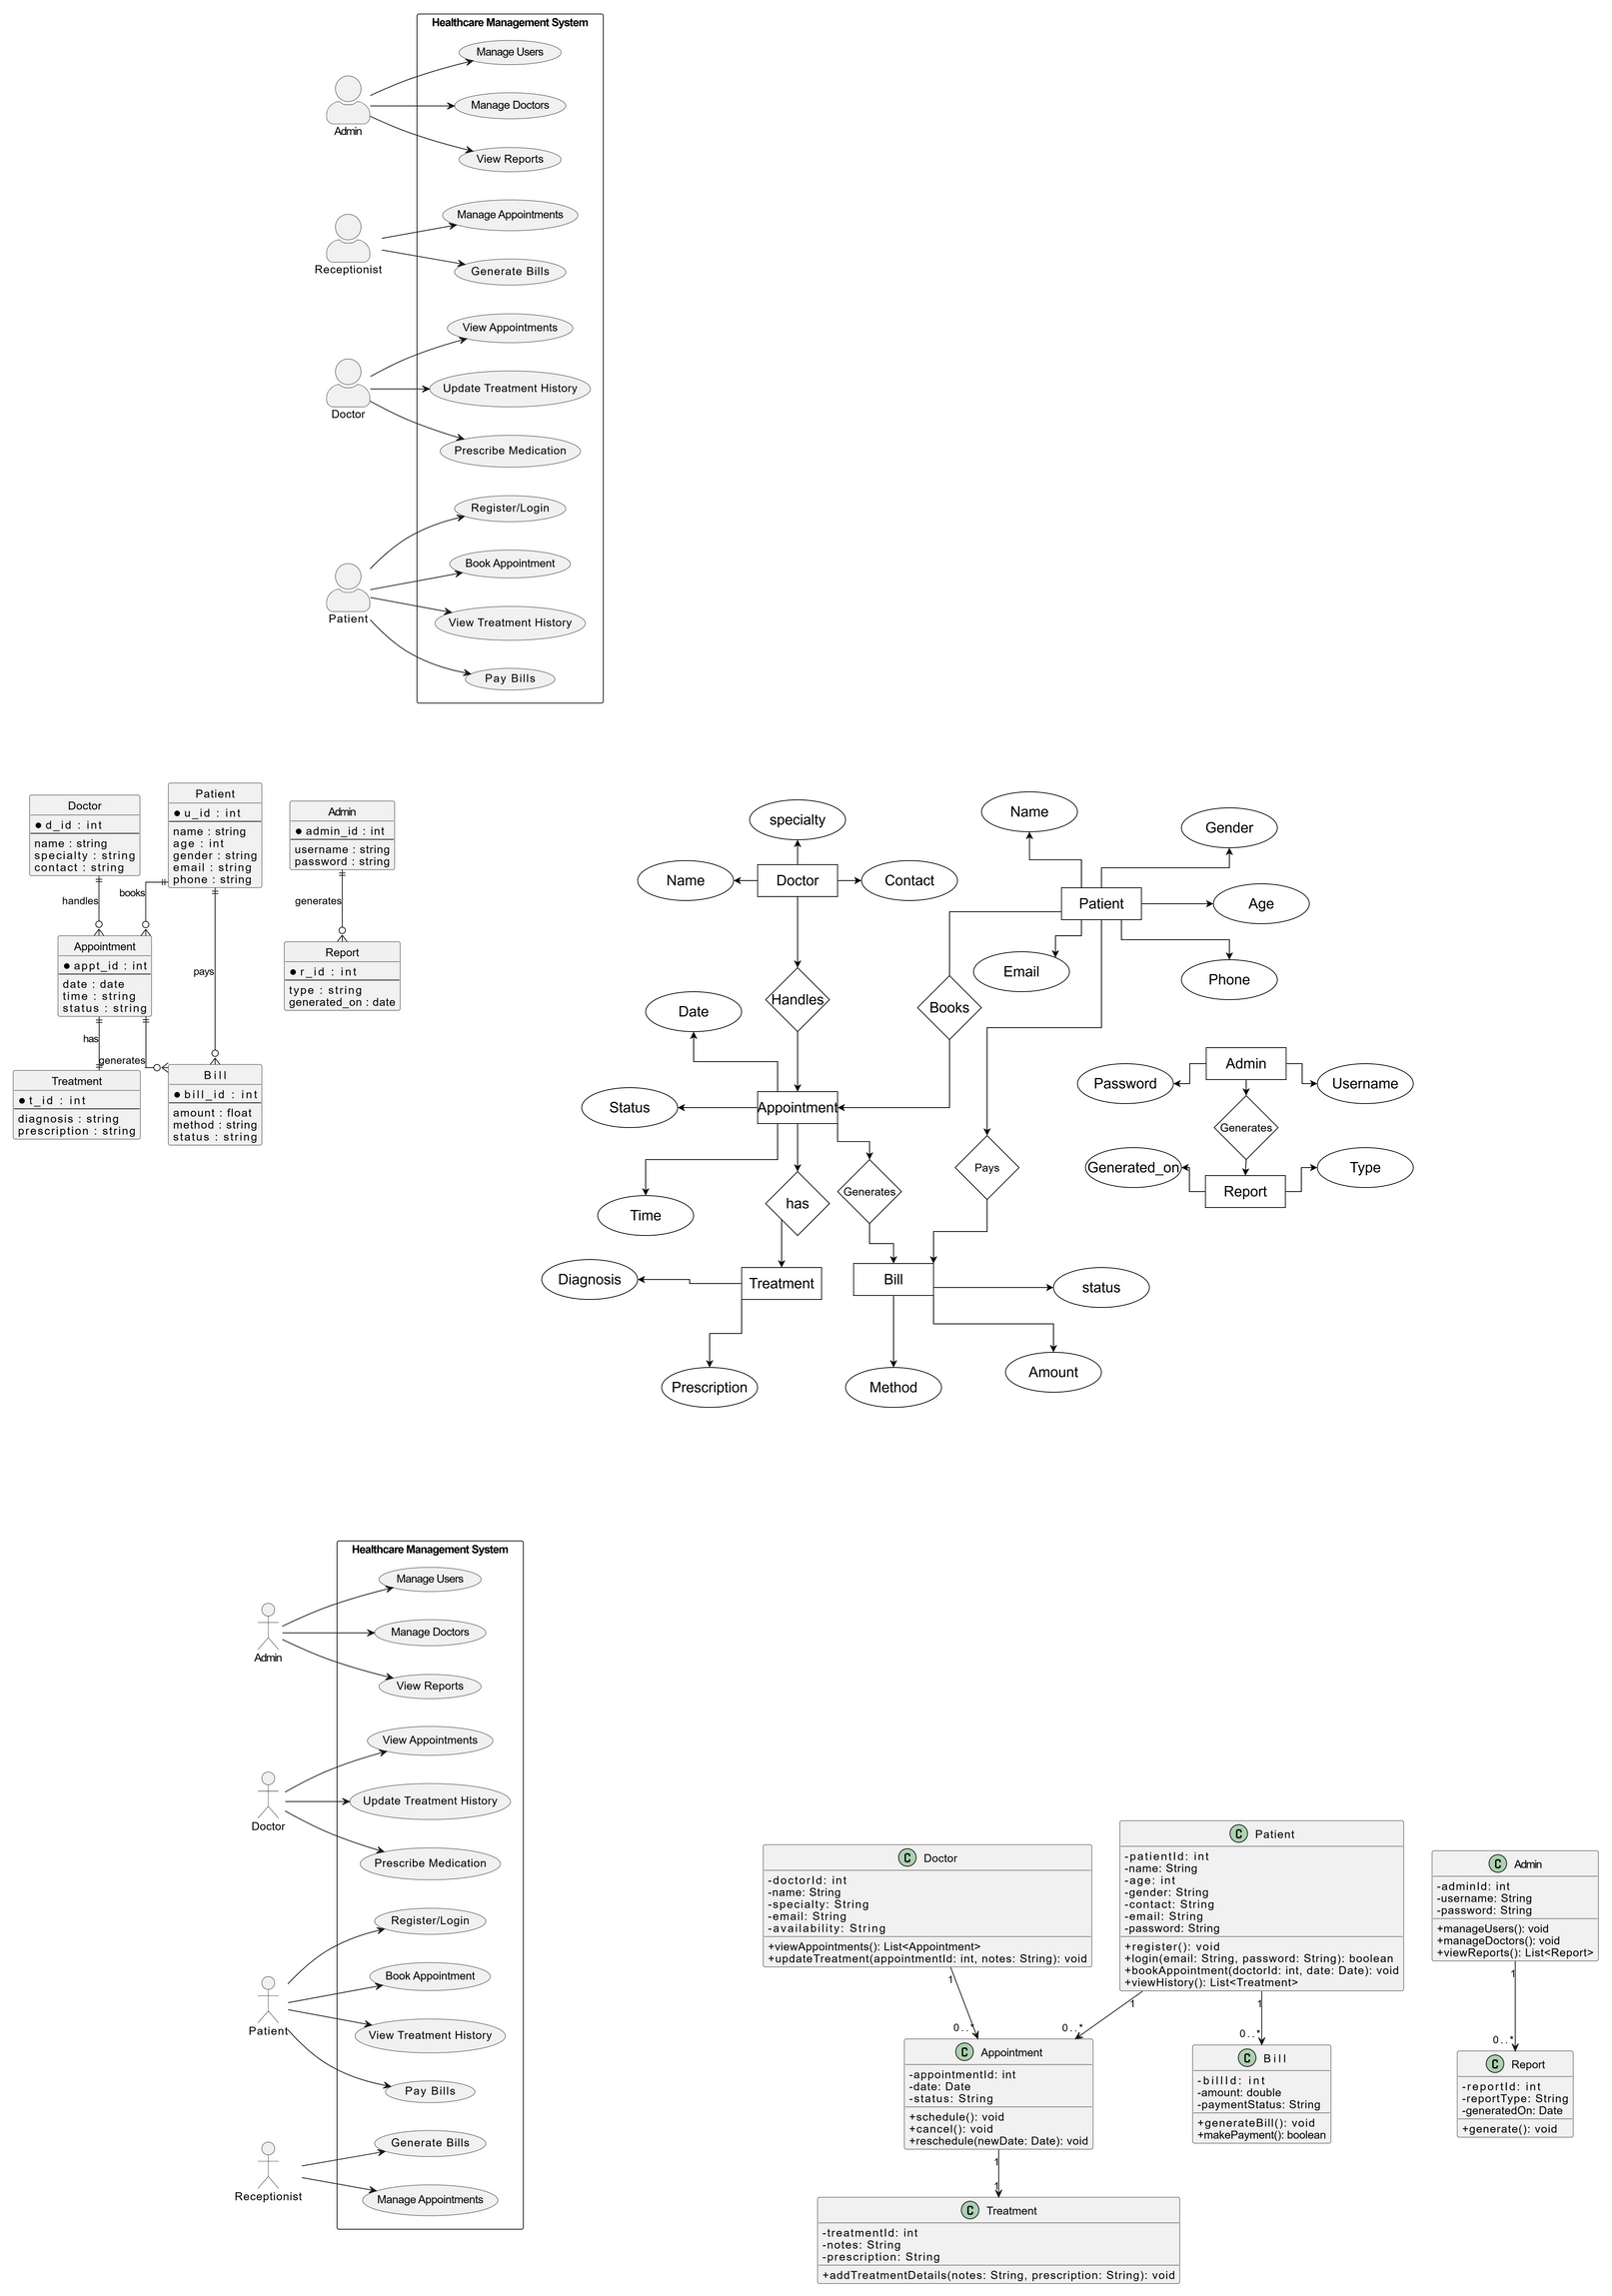 Healthcare Management System
Manage Users
Manage Doctors
Admin
View Reports
Manage Appointments
Receptionist
Generate Bills
View Appointments
Update Treatment History
Doctor
Prescribe Medication
Register/Login
Book Appointment
Patient
View Treatment History
Pay Bills
Doctor
d_id : int
name : string
specialty : string
contact : string
Patient
u_id : int
name : string
age : int
gender : string
email : string
phone : string
Admin
admin_id : int
username : string
password : string
handles
books
generates
pays
Appointment
appt_id : int
date : date
time : string
status : string
Report
r_id : int
type : string
generated_on : date
has
generates
Treatment
t_id : int
diagnosis : string
prescription : string
Bill
bill_id : int
amount : float
method : string
status : string
specialty
Name
Doctor
Contact
Name
Gender
Patient
Age
Email
Phone
Handles
Books
Date
Status
Appointment
Time
has
Generates
Pays
Diagnosis
Treatment
Bill
status
Prescription
Method
Amount
Admin
Password
Username
Generates
Generated_on
Type
Report
Healthcare Management System
Manage Users
Manage Doctors
Admin
View Reports
View Appointments
Update Treatment History
Doctor
Prescribe Medication
Register/Login
Book Appointment
Patient
View Treatment History
Pay Bills
Generate Bills
Receptionist
Manage Appointments
C Doctor
-doctorId: int
-name: String
-specialty: String
-email: String
-availability: String
+viewAppointments(): List<Appointment>
+updateTreatment(appointmentId: int, notes: String): void
C Patient
-patientId: int
-name: String
-age: int
-gender: String
-contact: String
-email: String
-password: String
+register(): void
+login(email: String, password: String): boolean
+bookAppointment(doctorId: int, date: Date): void
+viewHistory(): List<Treatment>
C Admin
-adminId: int
-username: String
-password: String
+manageUsers(): void
+manageDoctors(): void
+viewReports(): List<Report>
1
0..*
1
0..*
1
0..*
1
0..*
C Appointment
-appointmentId: int
-date: Date
-status: String
+schedule(): void
+cancel(): void
+reschedule(newDate: Date): void
C Bill
-billId: int
-amount: double
-paymentStatus: String
+generateBill(): void
+makePayment(): boolean
C Report
-reportId: int
-reportType: String
-generatedOn: Date
+generate(): void
1
1
C Treatment
-treatmentId: int
-notes: String
-prescription: String
+addTreatmentDetails(notes: String, prescription: String): void